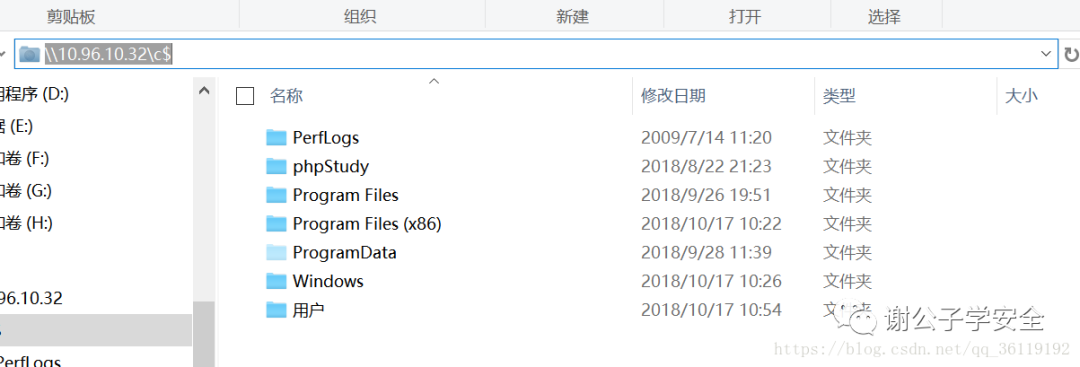 剪贴板 组织 新建 打开 选择
\\10.96.10.32\c$
名称 修改日期 类型 大小
用程序 (D:)
据 (E:)
加卷 (F:)
加卷 (G:)
加卷 (H:)
96.10.32
PerfLogs
PerfLogs 2009/7/14 11:20 文件夹
phpStudy 2018/8/22 21:23 文件夹
Program Files 2018/9/26 19:51 文件夹
Program Files (x86) 2018/10/17 10:22 文件夹
ProgramData 2018/9/28 11:39 文件夹
Windows 2018/10/17 10:26 文件夹
用户 2018/10/17 10:54 文件夹
谢公子学安全
https://blog.csdn.net/qq_36119192